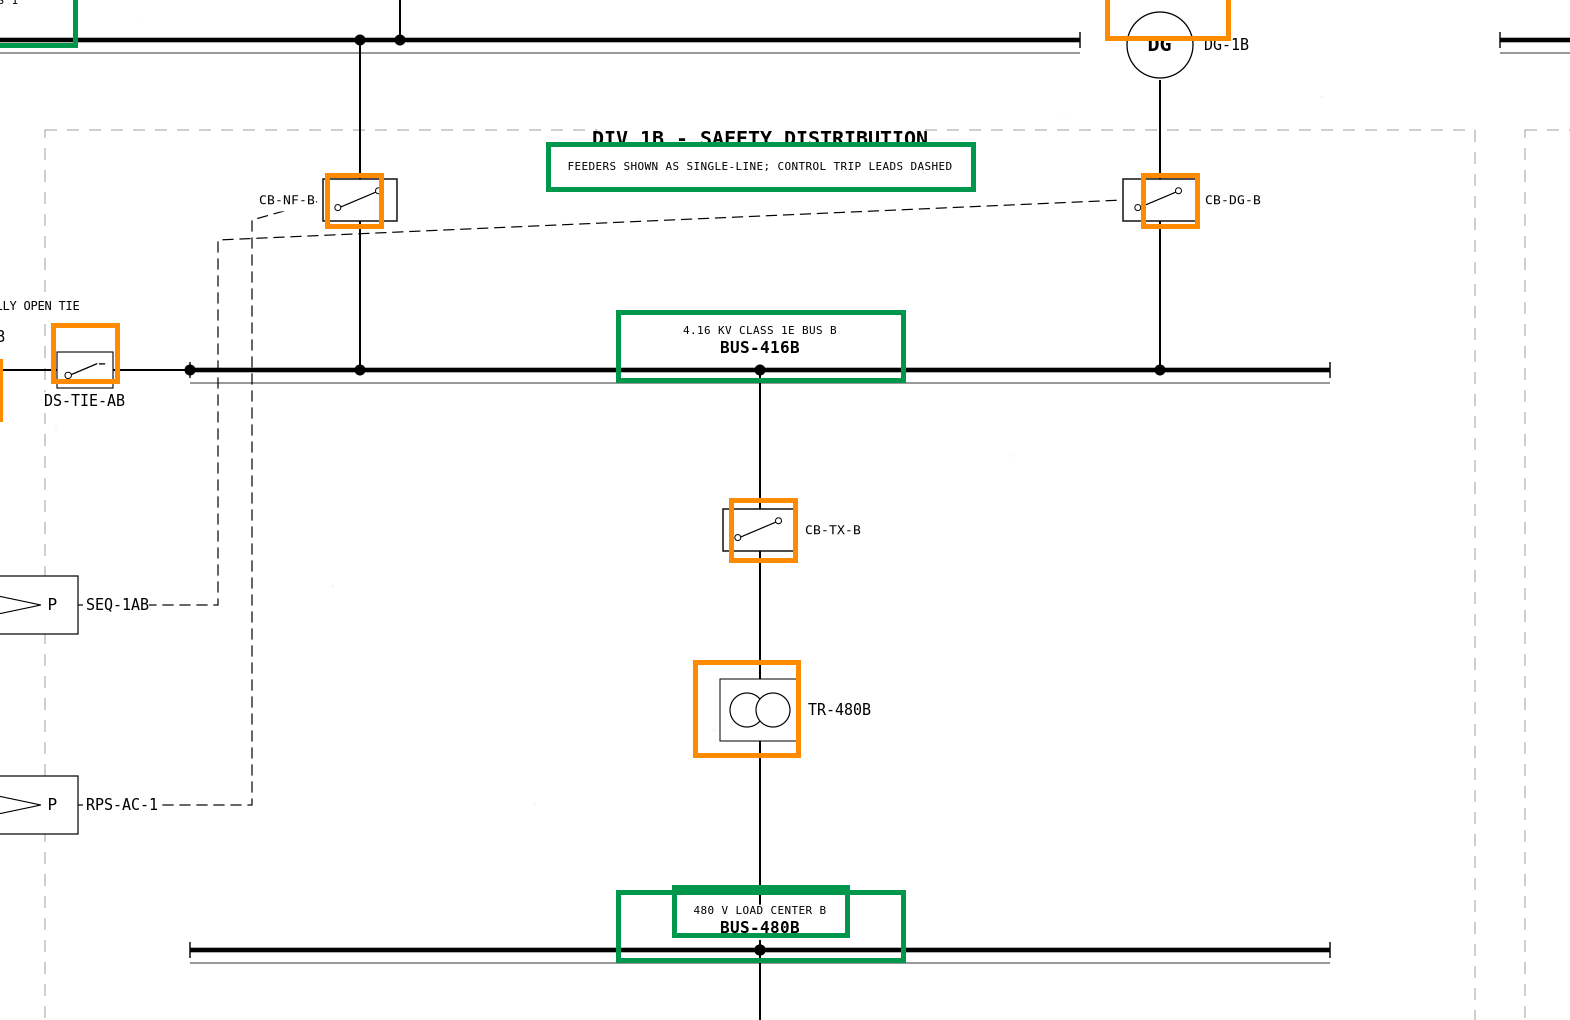 DG
DG-1B
DIV 1B - SAFETY DISTRIBUTION
FEEDERS SHOWN AS SINGLE-LINE; CONTROL TRIP LEADS DASHED
CB-NF-B
CB-DG-B
OPEN TIE
4.16 KV CLASS 1E BUS B
BUS-416B
DS-TIE-AB
CB-TX-B
P
SEQ-1AB
TR-480B
P
RPS-AC-1
480 V LOAD CENTER B
BUS-480B